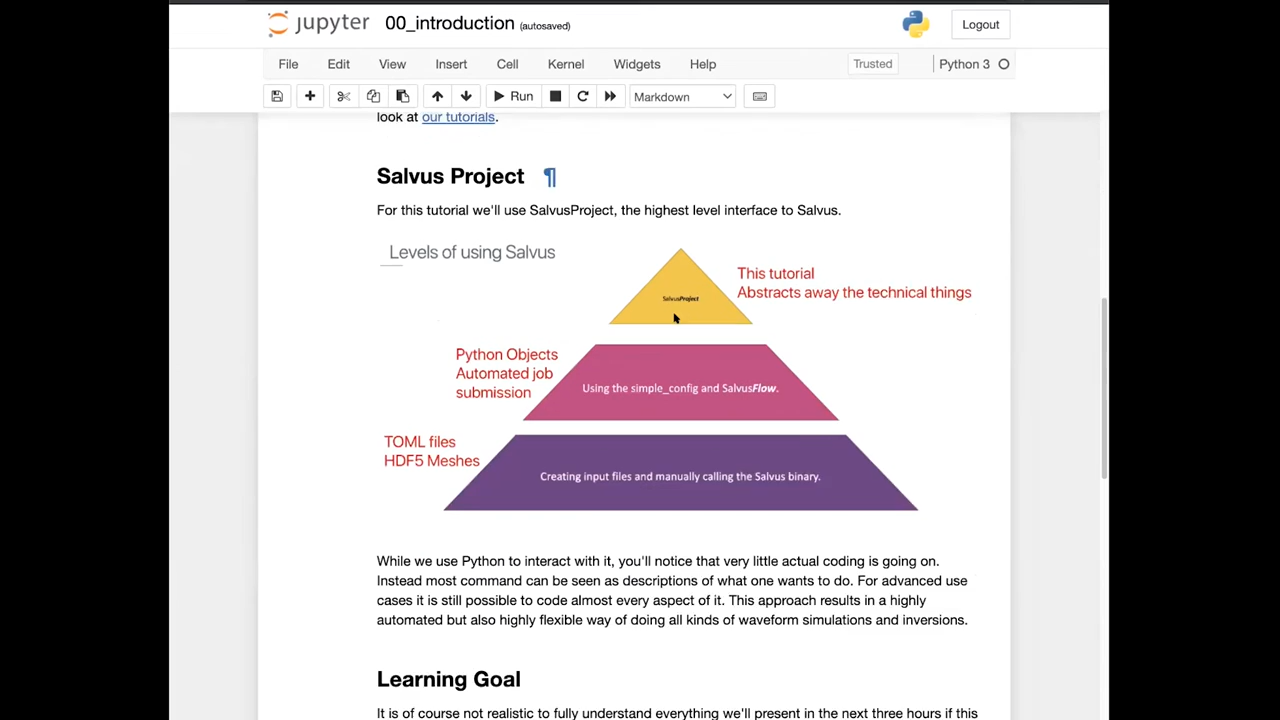 jupyter 00_introduction (autosaved) Logout
File Edit View Insert Cell Kernel Widgets Help Trusted Python 3
Run Markdown
look at our tutorials.
Salvus Project ¶
For this tutorial we'll use SalvusProject, the highest level interface to Salvus.
Levels of using Salvus
SalvusProject
This tutorial
Abstracts away the technical things
Python Objects
Automated job
submission
Using the simple_config and SalvusFlow.
TOML files
HDF5 Meshes
Creating input files and manually calling the Salvus binary.
While we use Python to interact with it, you'll notice that very little actual coding is going on.
Instead most command can be seen as descriptions of what one wants to do. For advanced use
cases it is still possible to code almost every aspect of it. This approach results in a highly
automated but also highly flexible way of doing all kinds of waveform simulations and inversions.
Learning Goal
It is of course not realistic to fully understand everything we'll present in the next three hours if this